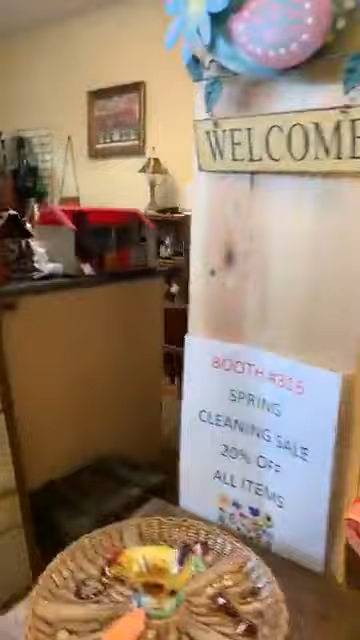 WELCOME
BOOTH #315
SPRING
CLEANING SALE
20% OFF
ALL ITEMS